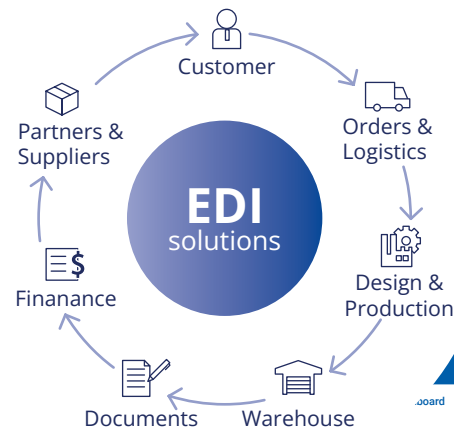 Customer
Partners &
Suppliers
Orders &
Logistics
EDI
solutions
Finanance
$
Design &
Production
Documents
Warehouse